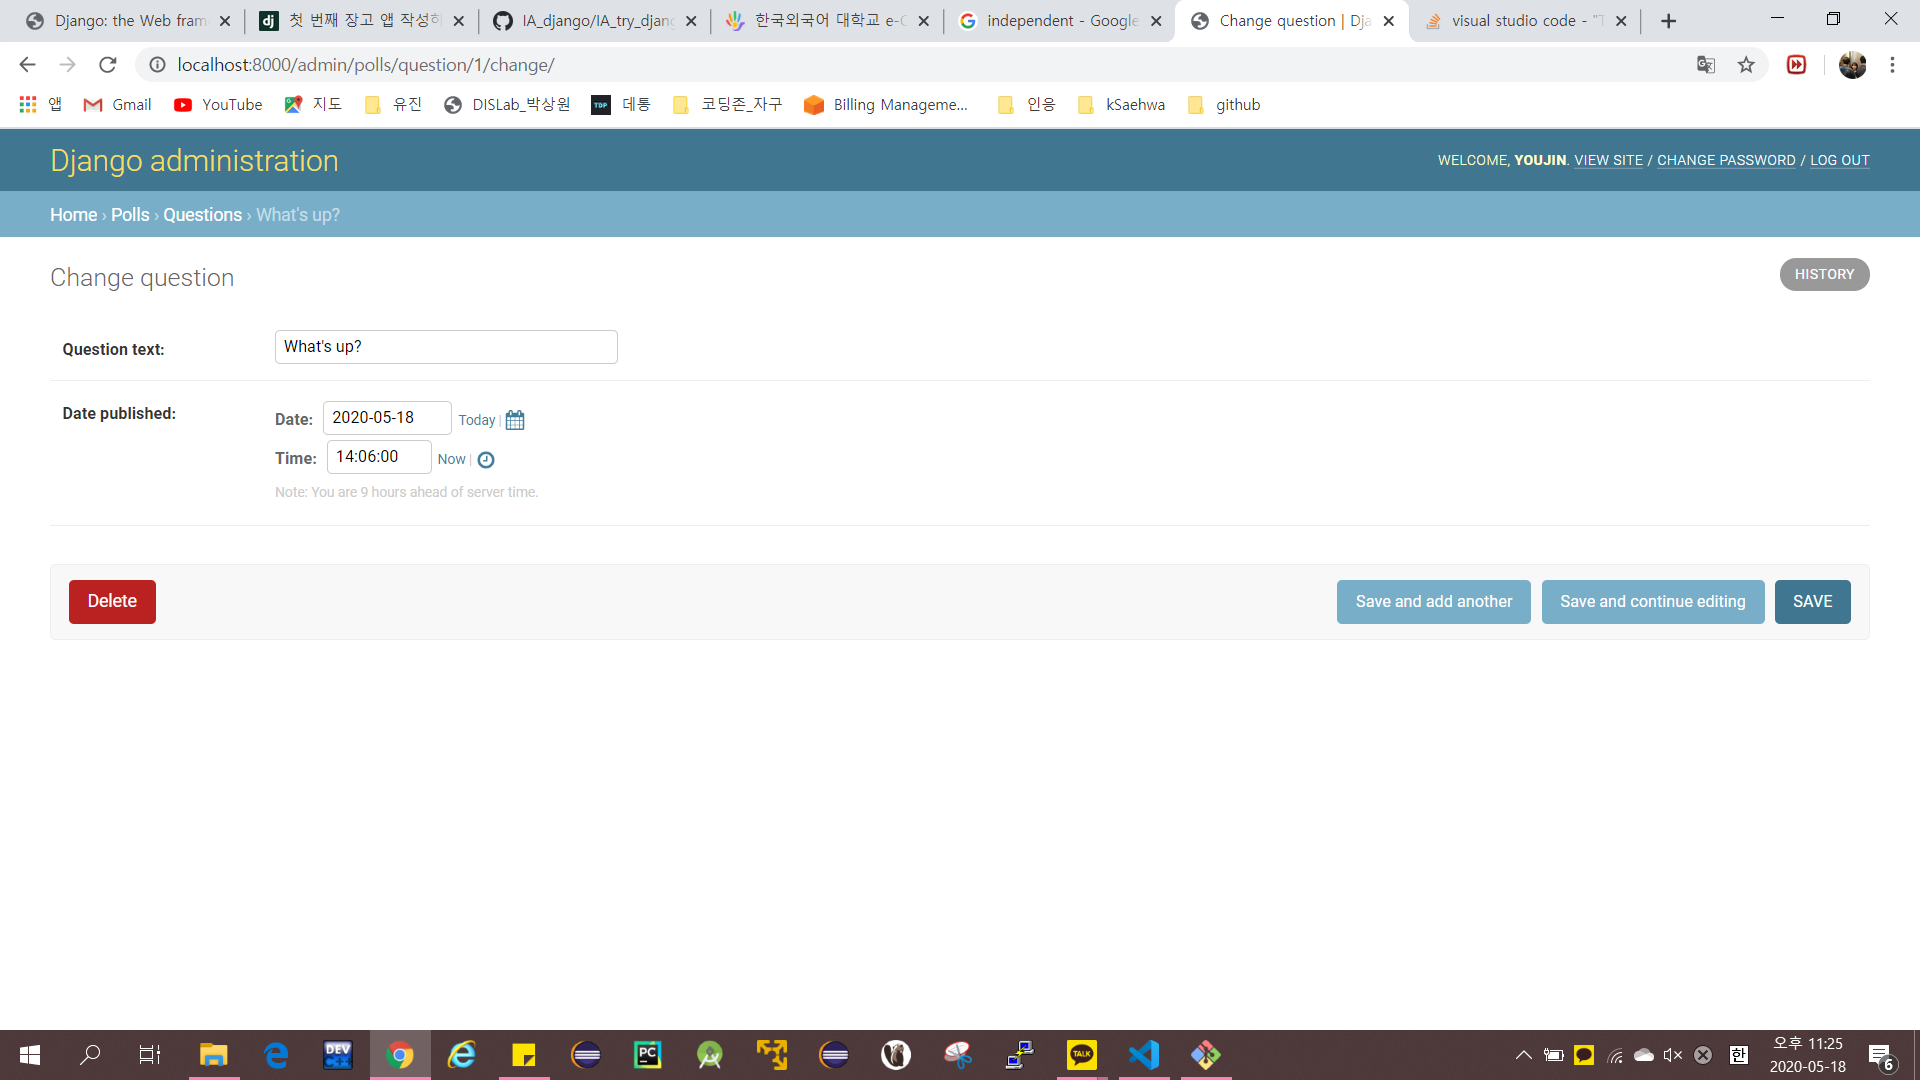 Django: the Web fram
첫 번째 장고 앱 작성하
IA_django/IA_try_djang
한국외국어 대학교 e-C
independent - Google
Change question | Dja
visual studio code - "T
localhost:8000/admin/polls/question/1/change/
앱
Gmail
YouTube
지도
유진
DISLab_박상원
TDP
데통
코딩존_자구
Billing Manageme...
인응
kSaehwa
github
Django administration
WELCOME, YOUJIN. VIEW SITE / CHANGE PASSWORD / LOG OUT
Home › Polls › Questions › What's up?
Change question
HISTORY
Question text:
What's up?
Date published:
Date:
2020-05-18
Today |
Time:
14:06:00
Now |
Note: You are 9 hours ahead of server time.
Delete
Save and add another
Save and continue editing
SAVE
DEV
C++
PC
TALK
한
오후 11:25
2020-05-18
6